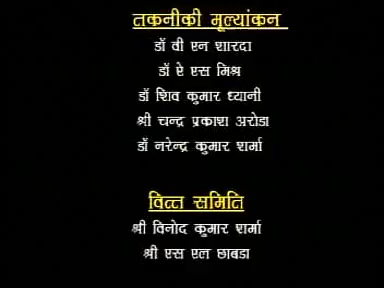 तकनीकी मूल्यांकन
डॉ वी एन शारदा
डॉ ऐ एस मिश्र
डॉ शिव कुमार ध्यानी
श्री चन्द्र प्रकाश अरोडा
डॉ नरेन्द्र कुमार शर्मा
वित्त समिति
श्री विनोद कुमार शर्मा
श्री एस एल छाबडा